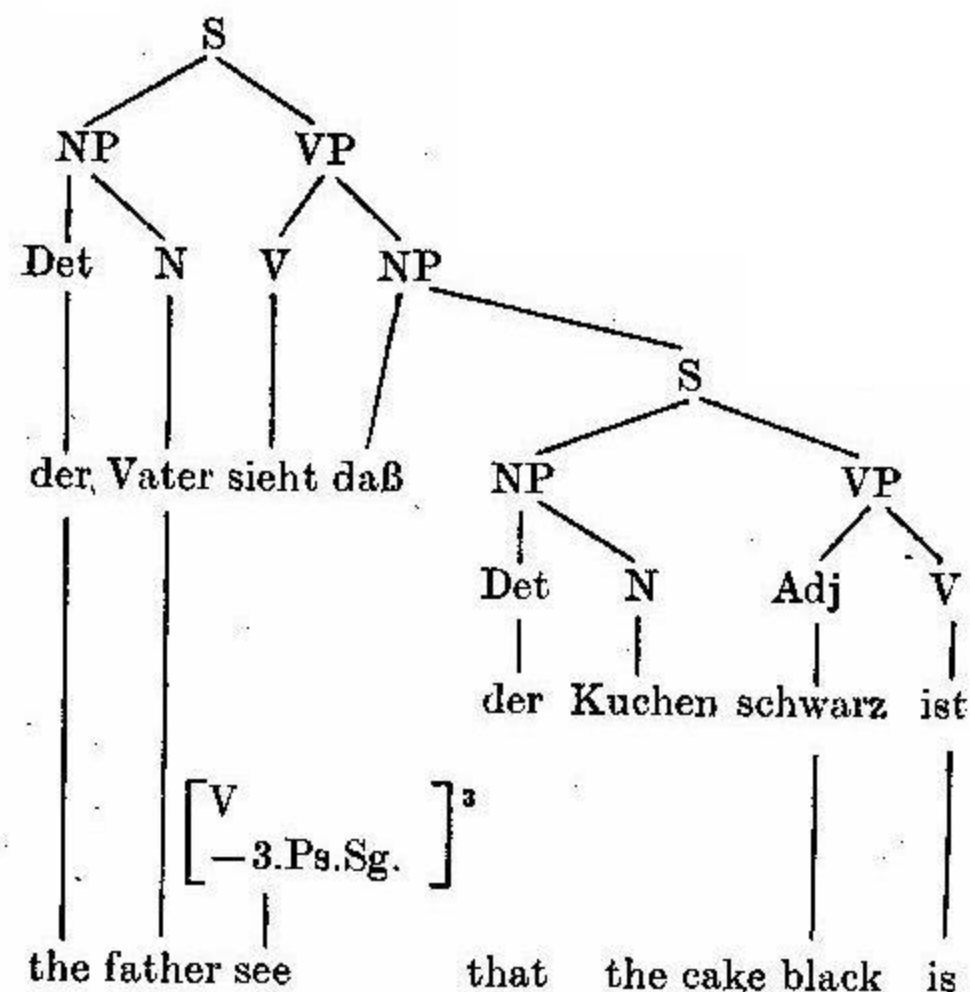 S
NP VP
Det N V NP
S
der, Vater sieht daß
NP VP
Det N Adj V
der Kuchen schwarz ist
V 3
—3.Ps.Sg.
the father see that the cake black is